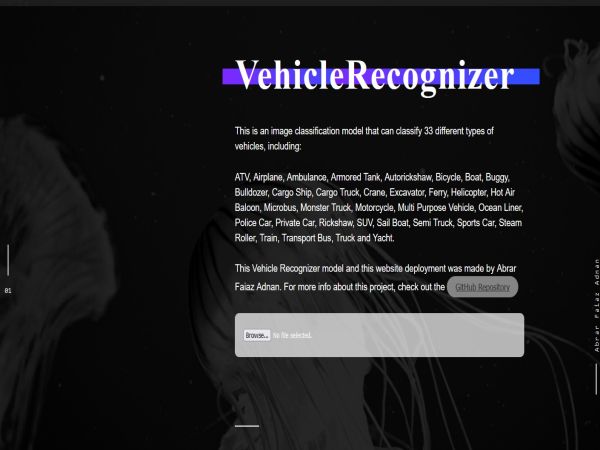 VehicleRecognizer
This is an image classification model that can classify 33 different types of
vehicles, including:
ATV, Airplane, Ambulance, Armored Tank, Autorickshaw, Bicycle, Boat, Buggy,
Bulldozer, Cargo Ship, Cargo Truck, Crane, Excavator, Ferry, Helicopter, Hot Air
Baloon, Microbus, Monster Truck, Motorcycle, Multi Purpose Vehicle, Ocean Liner,
Police Car, Private Car, Rickshaw, SUV, Sail Boat, Semi Truck, Sports Car, Steam
Roller, Train, Transport Bus, Truck and Yacht.
This Vehicle Recognizer model and this website deployment was made by Abrar
Faiaz Adnan. For more info about this project, check out the GitHub Repository
Browse... No file selected.
01
Abrar Faiaz Adnan